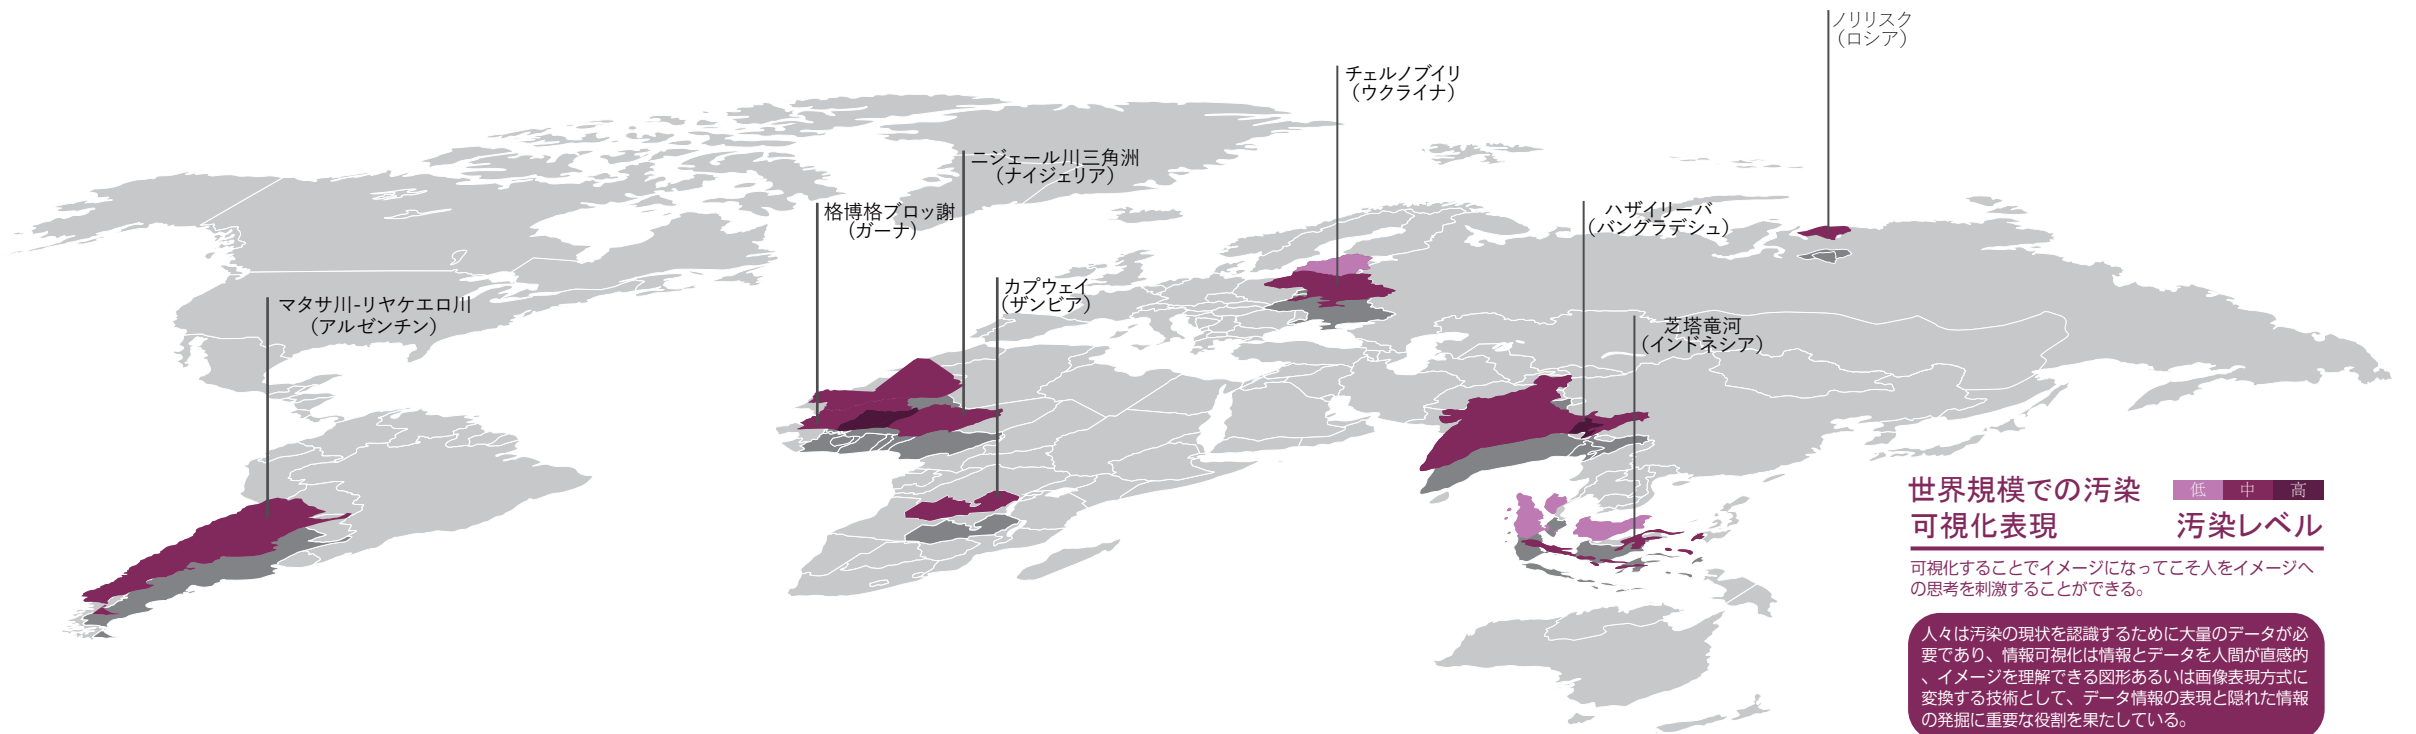 ノリリスク
（ロシア）
チェルノブイリ
（ウクライナ）
ニジェール川三角洲
（ナイジェリア）
格博格ブロッ謝
（ガーナ）
ハザイリーバ
（バングラデシュ）
カプウェイ
（ザンビア）
マタサ川-リヤケエロ川
（アルゼンチン）
芝塔竜河
（インドネシア）
世界規模での汚染
可視化表現
低 中 高
汚染レベル
可視化することでイメージになってこそ人をイメージへ
の思考を刺激することができる。
人々は汚染の現状を認識するために大量のデータが必
要であり、情報可視化は情報とデータを人間が直感的
、イメージを理解できる図形あるいは画像表現方式に
変換する技術として、データ情報の表現と隠れた情報
の発掘に重要な役割を果たしている。